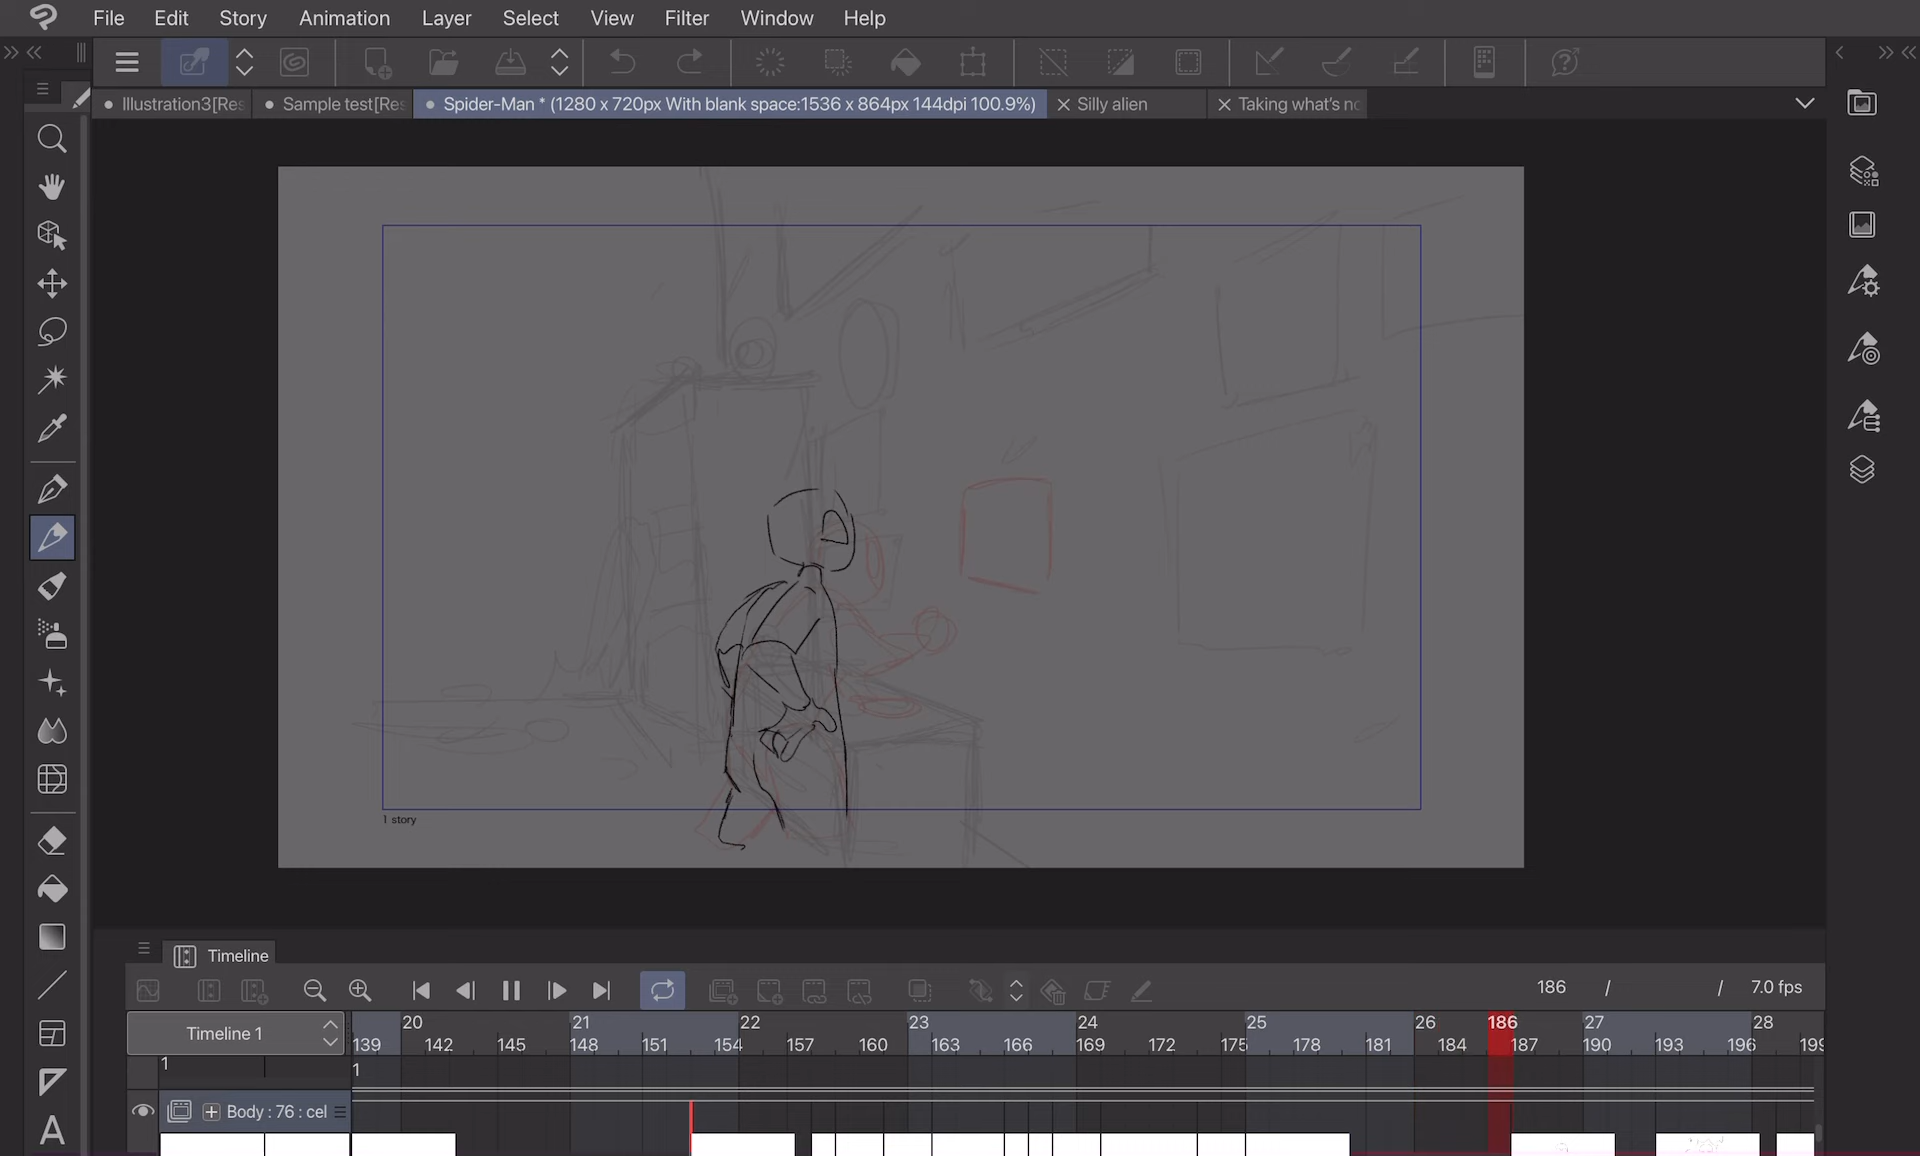 File Edit Story Animation Layer Select View Filter Window Help
Illustration3[Res Sample test[Res Spider-Man * (1280 x 720px With blank space:1536 x 864px 144dpi 100.9%) Silly alien Taking what's no
1 story
Timeline
186 / / 7.0 fps
Timeline 1 20 21 22 23 24 25 26 186 27 28
139 142 145 148 151 154 157 160 163 166 169 172 175 178 181 184 187 190 193 196 199
1 1
Body : 76 : cel